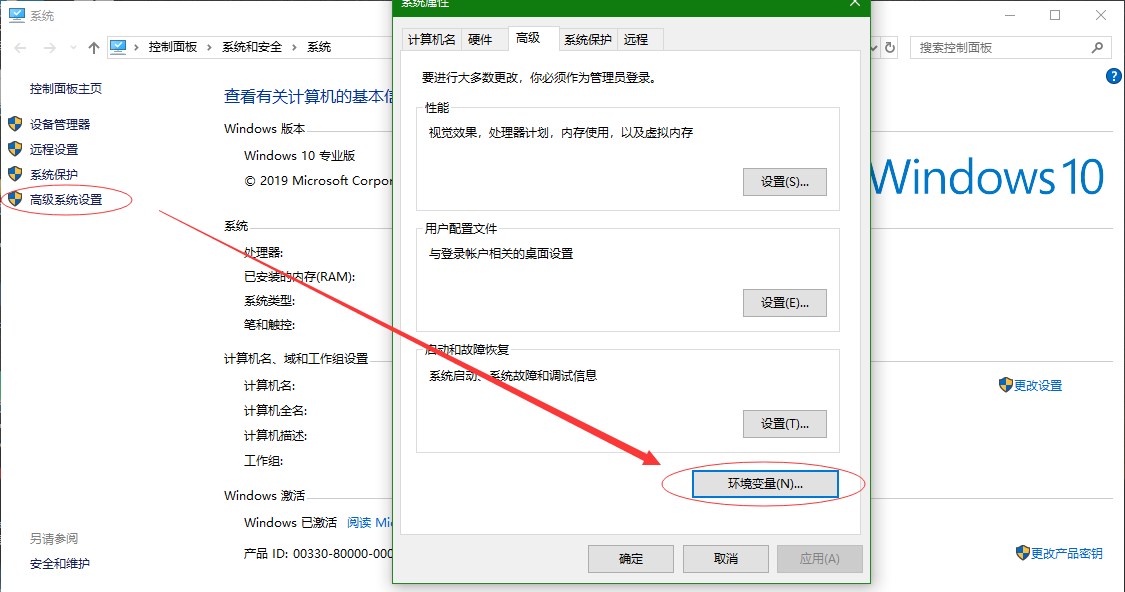 系统
控制面板 系统和安全 系统
搜索控制面板
控制面板主页
设备管理器
远程设置
系统保护
高级系统设置
另请参阅
安全和维护
查看有关计算机的基本信
Windows 版本
Windows 10 专业版
© 2019 Microsoft Corpor
Windows 10
系统
处理器:
已安装的内存(RAM):
系统类型:
笔和触控:
计算机名、域和工作组设置
计算机名:
计算机全名:
计算机描述:
工作组:
更改设置
Windows 激活
Windows 已激活 阅读 Mi
产品 ID: 00330-80000-000
更改产品密钥
系统属性
计算机名 硬件 高级 系统保护 远程
要进行大多数更改，你必须作为管理员登录。
性能
视觉效果，处理器计划，内存使用，以及虚拟内存
设置(S)...
用户配置文件
与登录帐户相关的桌面设置
设置(E)...
启动和故障恢复
系统启动、系统故障和调试信息
设置(T)...
环境变量(N)...
确定 取消 应用(A)